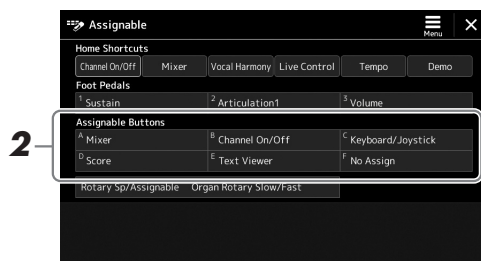 Assignable
Menu
Home Shortcuts
Channel On/Off Mixer Vocal Harmony Live Control Tempo Demo
Foot Pedals
1 Sustain 2 Articulation1 3 Volume
Assignable Buttons
2
A Mixer B Channel On/Off C Keyboard/Joystick
D Score E Text Viewer F No Assign
Rotary Sp/Assignable Organ Rotary Slow/Fast